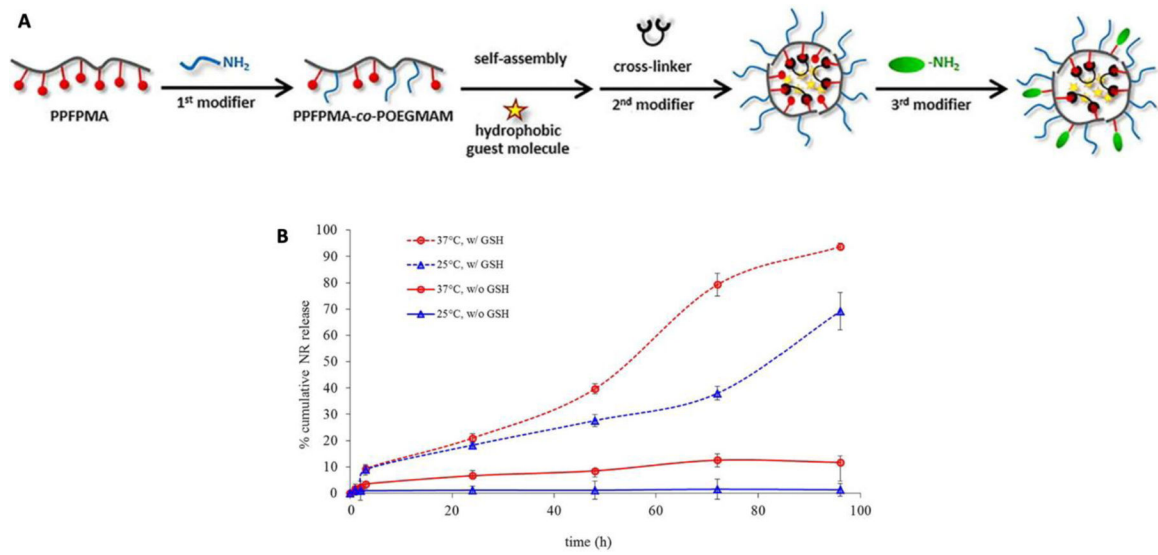 A
-NH₂
1st modifier
PPFPMA
PPFPMA-co-POEGMAM
self-assembly
hydrophobic
guest molecule
cross-linker
2nd modifier
-NH₂
3rd modifier
B
100
90
80
70
60
50
40
30
20
10
0
% cumulative NR release
37°C, w/ GSH
25°C, w/ GSH
37°C, w/o GSH
25°C, w/o GSH
0
20
40
60
80
100
time (h)